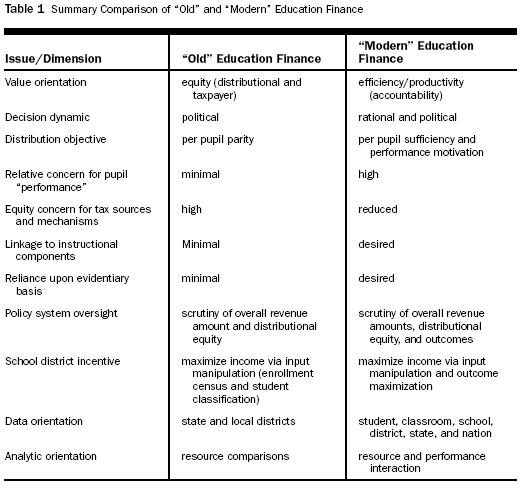 Table 1 Summary Comparison of “Old” and “Modern” Education Finance
Issue/Dimension
“Old” Education Finance
“Modern” Education
Finance
Value orientation
equity (distributional and
taxpayer)
efficiency/productivity
(accountability)
Decision dynamic
political
rational and political
Distribution objective
per pupil parity
per pupil sufficiency and
performance motivation
Relative concern for pupil
“performance”
minimal
high
Equity concern for tax sources
and mechanisms
high
reduced
Linkage to instructional
components
Minimal
desired
Reliance upon evidentiary
basis
minimal
desired
Policy system oversight
scrutiny of overall revenue
amount and distributional
equity
scrutiny of overall revenue
amounts, distributional
equity, and outcomes
School district incentive
maximize income via input
manipulation (enrollment
census and student
classification)
maximize income via input
manipulation and outcome
maximization
Data orientation
state and local districts
student, classroom, school,
district, state, and nation
Analytic orientation
resource comparisons
resource and performance
interaction